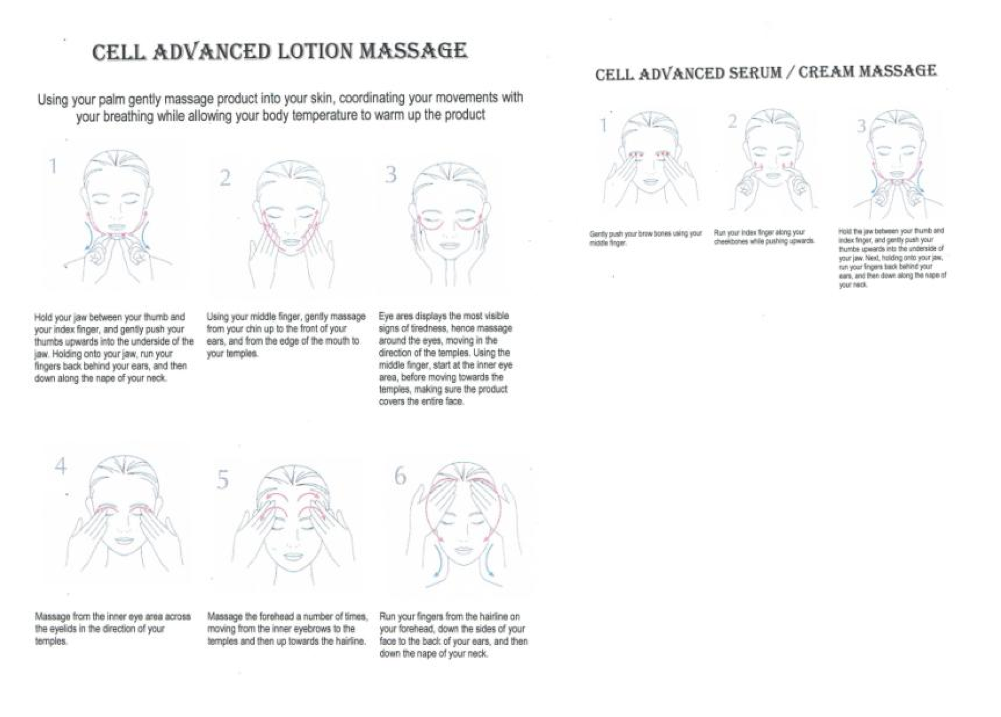 CELL ADVANCED LOTION MASSAGE
Using your palm gently massage product into your skin, coordinating your movements with
your breathing while allowing your body temperature to warm up the product
1
2
3
Hold your jaw between your thumb and
your index finger, and gently push your
thumbs upwards into the underside of the
jaw. Holding onto your jaw, run your
fingers back behind your ears, and then
down along the nape of your neck.
Using your middle finger, gently massage
from your chin up to the front of your
ears, and from the edge of the mouth to
your temples.
Eye ares displays the most visible
signs of tiredness, hence massage
around the eyes, moving in the
direction of the temples. Using the
middle finger, start at the inner eye
area, before moving towards the
temples, making sure the product
covers the entire face.
4
5
6
Massage from the inner eye area across
the eyelids in the direction of your
temples.
Massage the forehead a number of times,
moving from the inner eyebrows to the
temples and then up towards the hairline.
Run your fingers from the hairline on
your forehead, down the sides of your
face to the back of your ears, and then
down the nape of your neck.
CELL ADVANCED SERUM / CREAM MASSAGE
1
2
3
Gently push your brow bones using your
middle finger.
Run your index finger along your
cheekbones while pushing upwards.
Hold the jaw between your thumb and
index finger, and gently push your
thumbs upwards into the underside of
your jaw. Next, holding onto your jaw,
run your fingers back behind your
ears, and then down along the nape of
your neck.